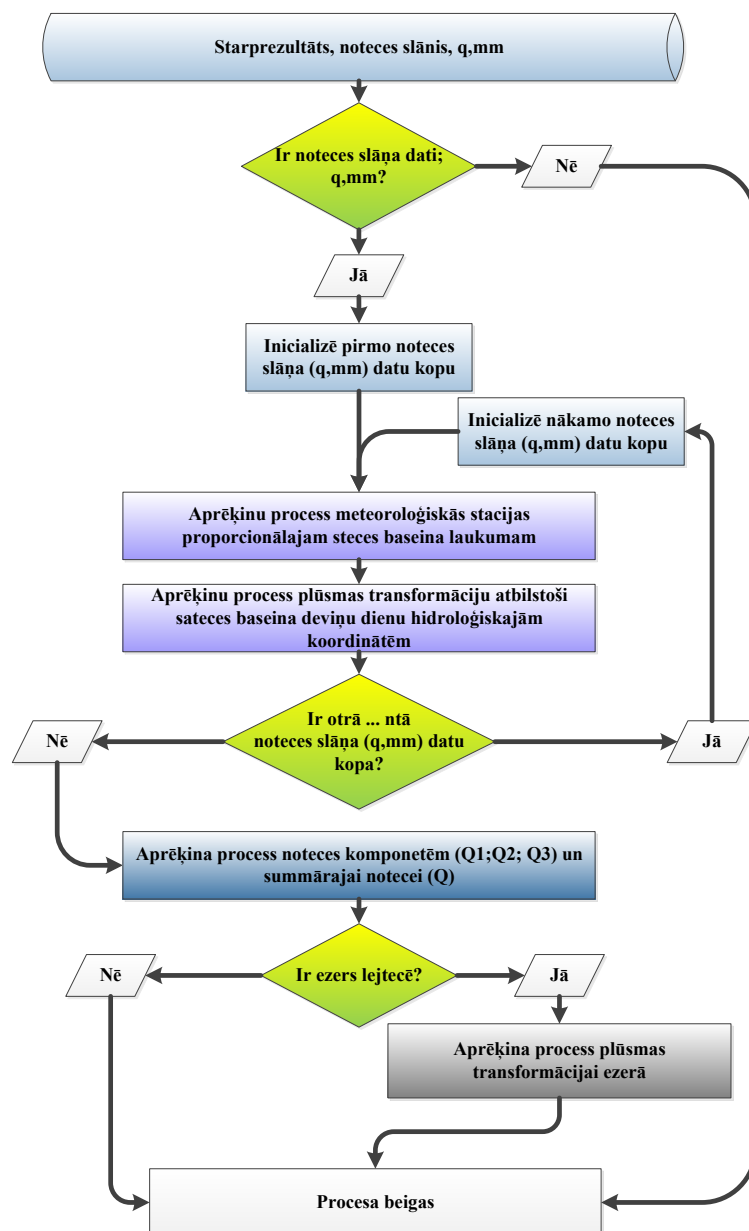 Starprezultāts, noteces slānis, q,mm
Ir noteces slāņa dati;
q,mm?
Nē
Jā
Inicializē pirmo noteces
slāņa (q,mm) datu kopu
Inicializē nākamo noteces
slāņa (q,mm) datu kopu
Aprēķinu process meteoroloģiskās stacijas
proporcionālajam steces baseina laukumam
Aprēķinu process plūsmas transformāciju atbilstoši
sateces baseina deviņu dienu hidroloģiskajām
koordinātēm
Ir otrā ... ntā
noteces slāņa (q,mm) datu
kopa?
Nē
Jā
Aprēķina process noteces komponetēm (Q1;Q2; Q3) un
summārajai notecei (Q)
Ir ezers lejtecē?
Nē
Jā
Aprēķina process plūsmas
transformācijai ezerā
Procesa beigas